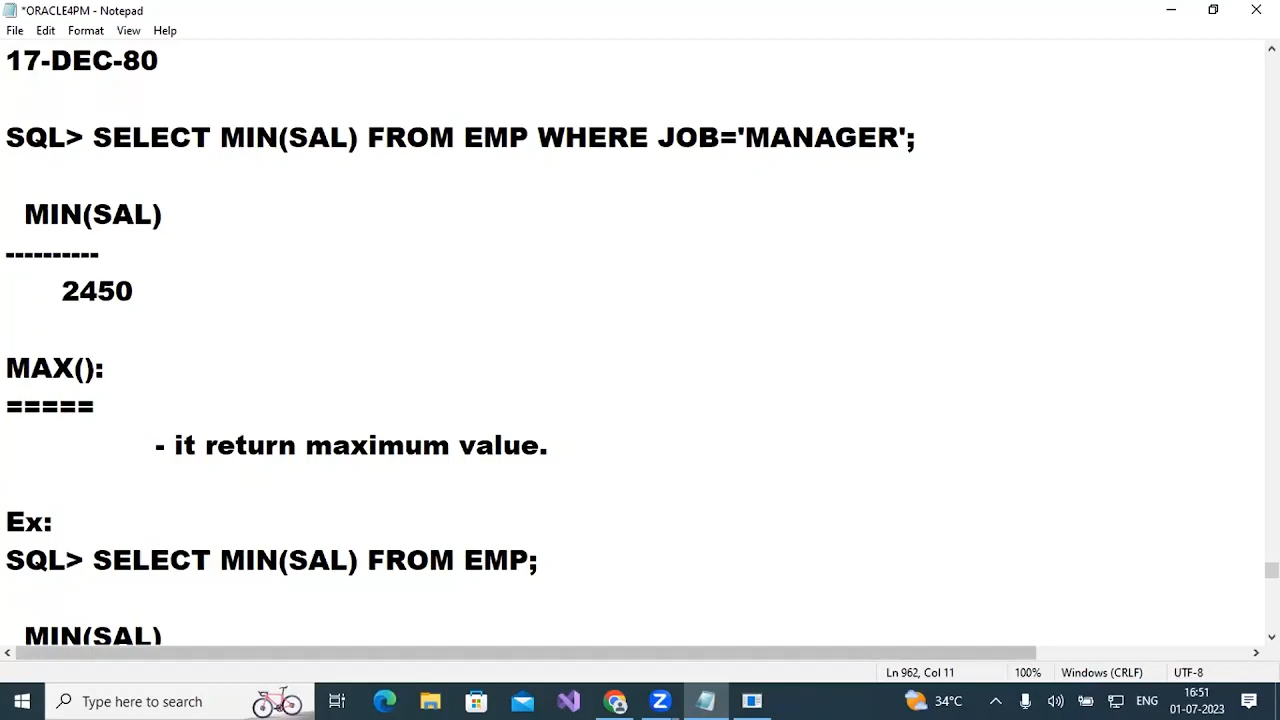 *ORACLE4PM - Notepad
File Edit Format View Help
17-DEC-80
SQL> SELECT MIN(SAL) FROM EMP WHERE JOB='MANAGER';
MIN(SAL)
----------
2450
MAX():
=====
- it return maximum value.
Ex:
SQL> SELECT MIN(SAL) FROM EMP;
MIN(SAL)
Ln 962, Col 11 100% Windows (CRLF) UTF-8
Type here to search 34°C ENG 16:51
01-07-2023